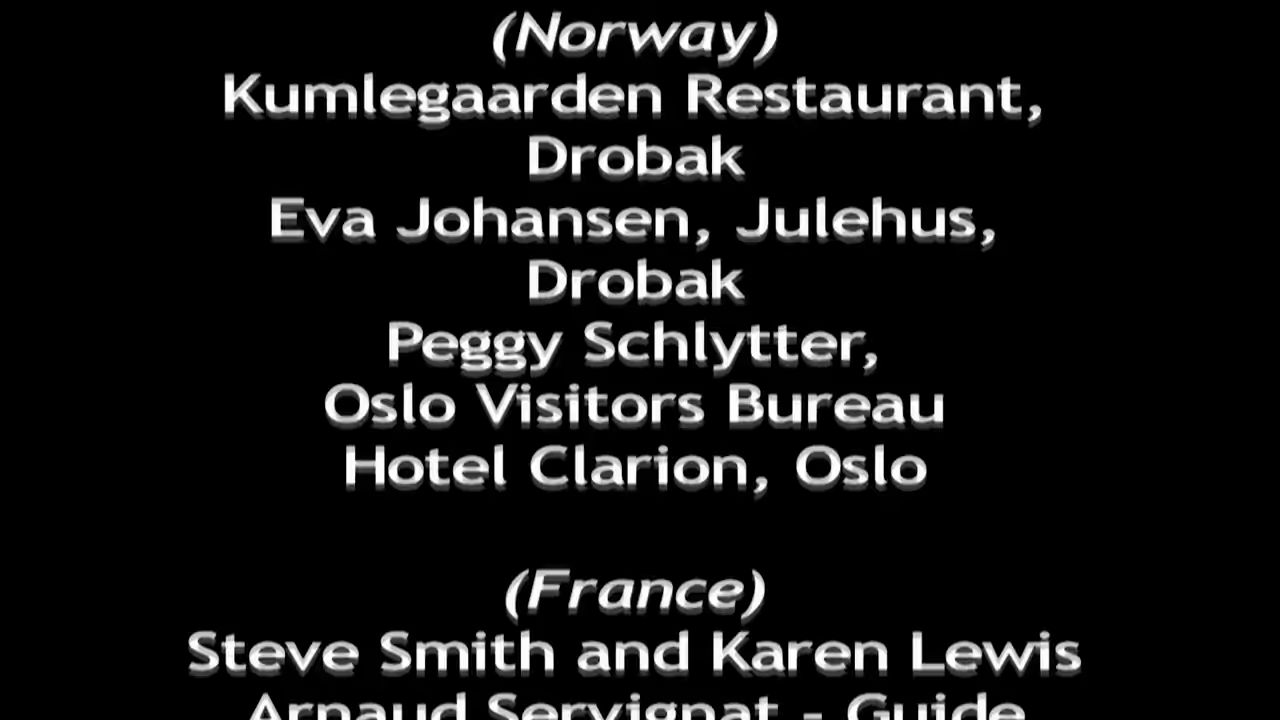 (Norway)
Kumlegaarden Restaurant,
Drobak
Eva Johansen, Julehus,
Drobak
Peggy Schlytter,
Oslo Visitors Bureau
Hotel Clarion, Oslo
(France)
Steve Smith and Karen Lewis
Arnaud Servignat - Guide